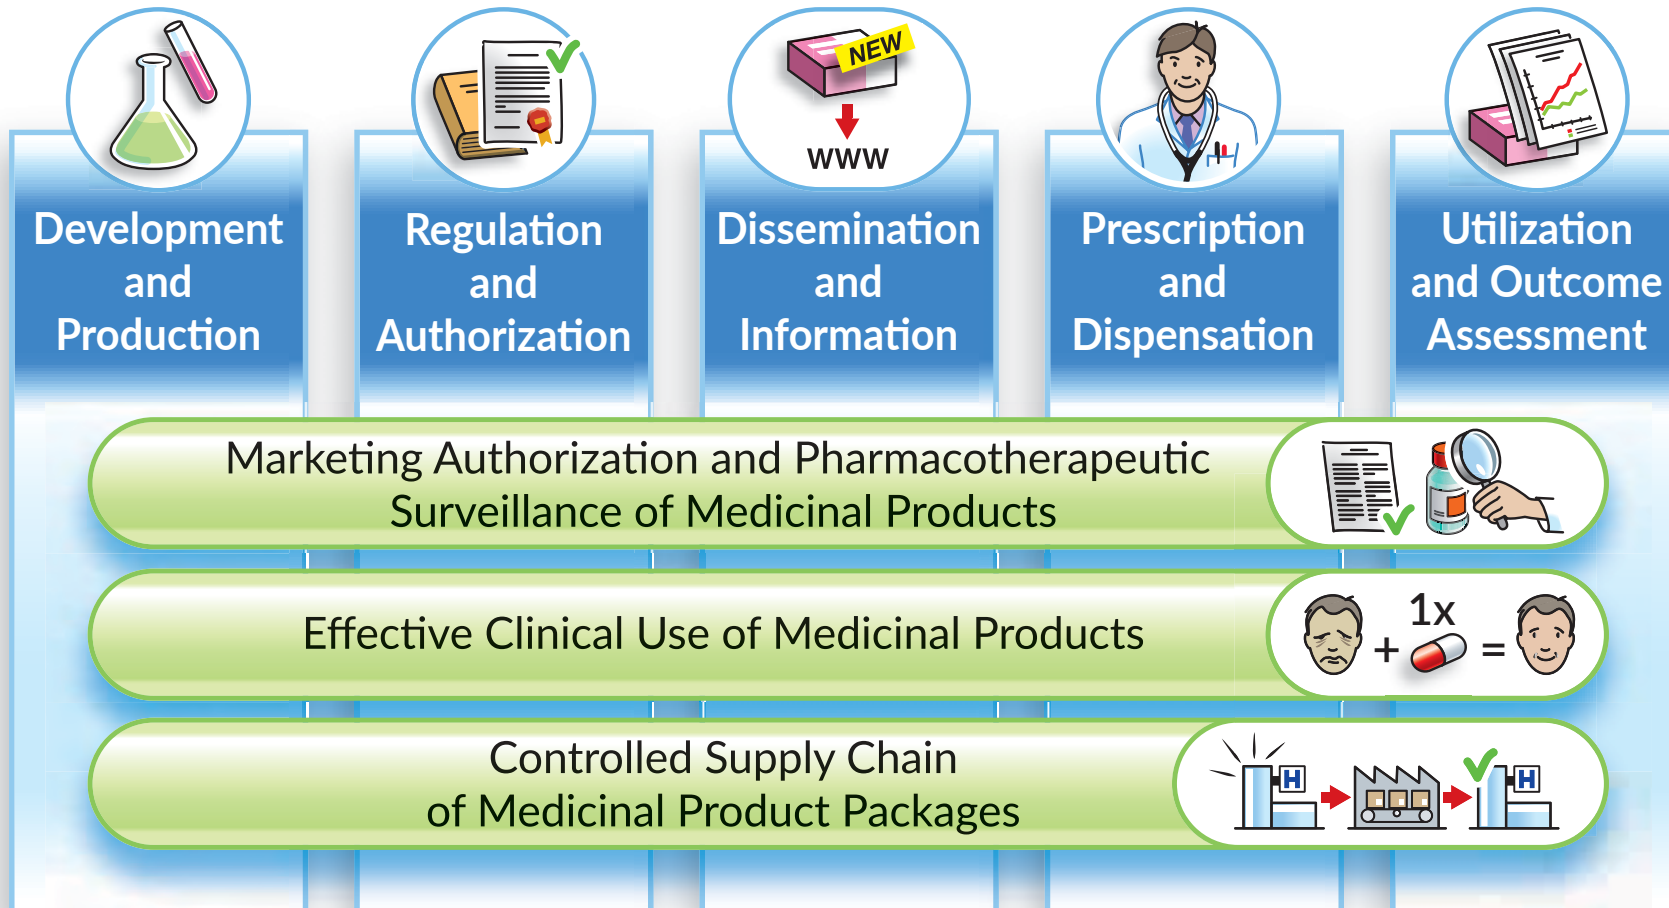 NEW
WWW
Development
and
Production
Regulation
and
Authorization
Dissemination
and
Information
Prescription
and
Dispensation
Utilization
and Outcome
Assessment
Marketing Authorization and Pharmacotherapeutic
Surveillance of Medicinal Products
Effective Clinical Use of Medicinal Products
1x
+ =
Controlled Supply Chain
of Medicinal Product Packages
H H